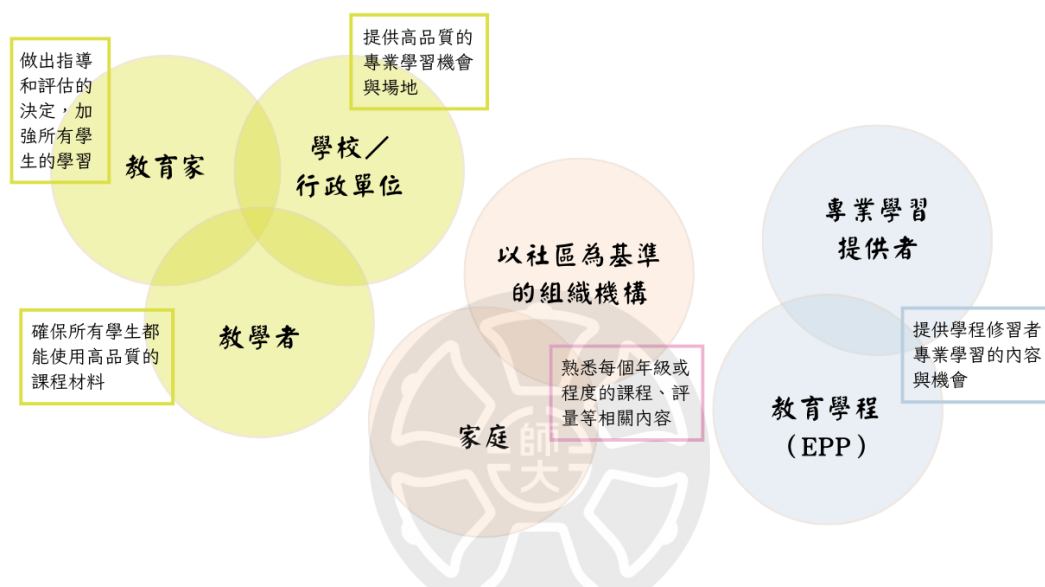 做出指導
和評估的
決定，加
強所有學
生的學習
提供高品質的
專業學習機會
與場地
教育家
學校／
行政單位
教學者
確保所有學生都
能使用高品質的
課程材料
以社區為基準
的組織機構
家庭
熟悉每個年級或
程度的課程、評
量等相關內容
師
大
專業學習
提供者
教育學程
（EPP）
提供學程修習者
專業學習的內容
與機會